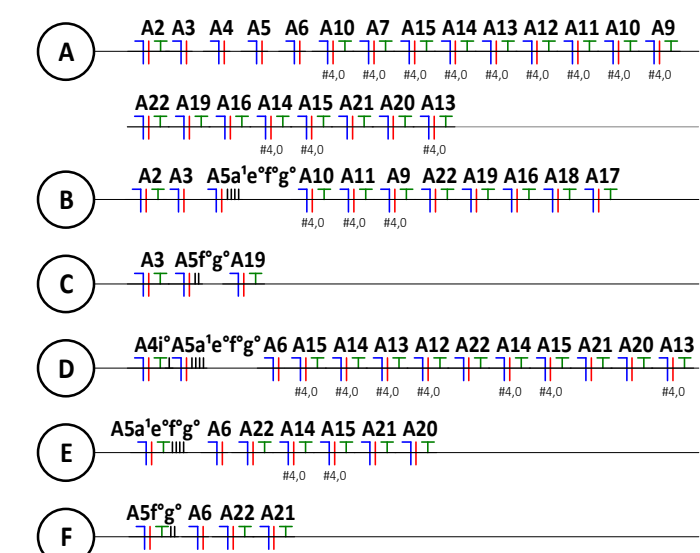 A2 A3 A4 A5 A6 A10 A7 A15 A14 A13 A12 A11 A10 A9
A
#4,0 #4,0 #4,0 #4,0 #4,0 #4,0 #4,0 #4,0 #4,0
A22 A19 A16 A14 A15 A21 A20 A13
#4,0 #4,0 #4,0
A2 A3 A5a¹e°f°g° A10 A11 A9 A22 A19 A16 A18 A17
B
#4,0 #4,0 #4,0
A3 A5f°g° A19
C
A4i° A5a¹e°f°g° A6 A15 A14 A13 A12 A22 A14 A15 A21 A20 A13
D
#4,0 #4,0 #4,0 #4,0 #4,0 #4,0 #4,0
A5a¹e°f°g° A6 A22 A14 A15 A21 A20
E
#4,0 #4,0
A5f°g° A6 A22 A21
F